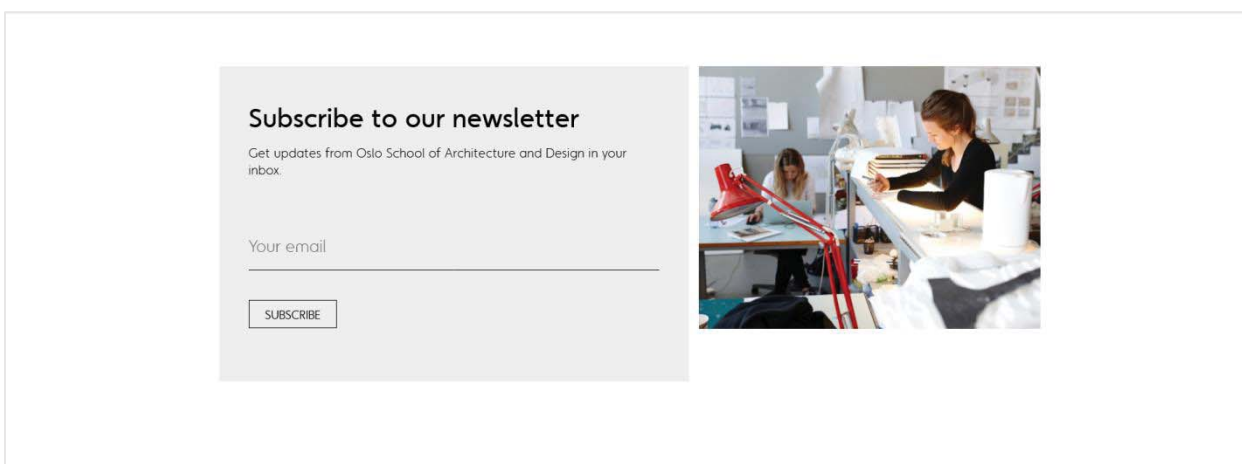 Subscribe to our newsletter
Get updates from Oslo School of Architecture and Design in your
inbox.
Your email
SUBSCRIBE